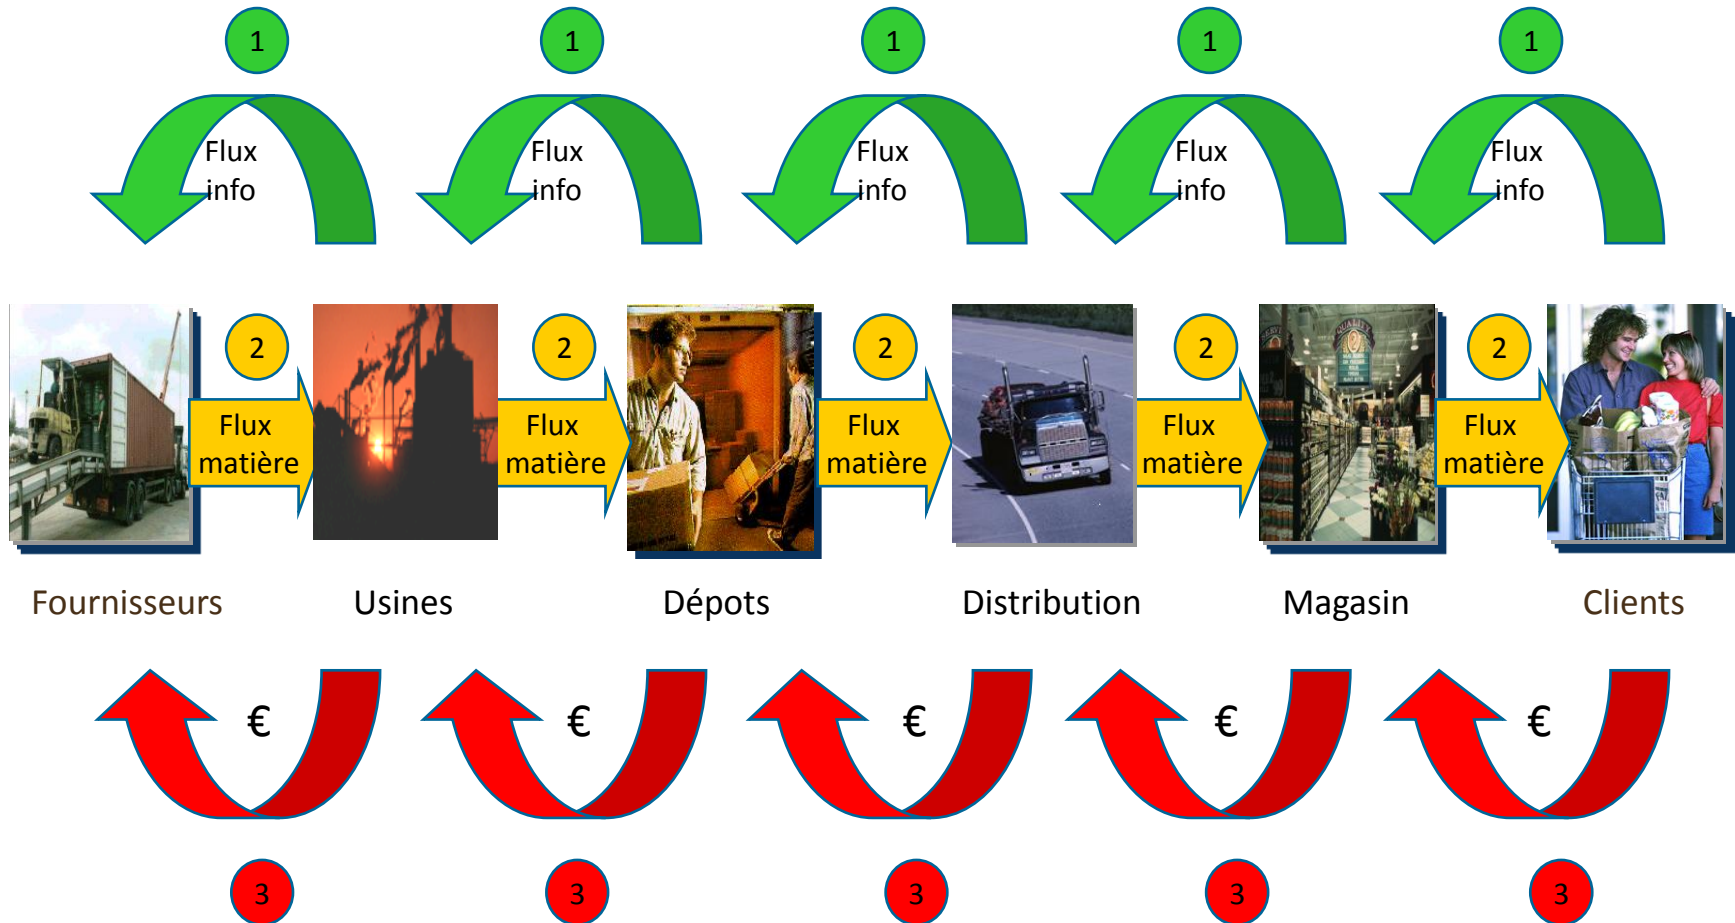 1 1 1 1 1
Flux Flux Flux Flux Flux
info info info info info
2 2 2 2 2
QUALITY
Flux Flux Flux Flux Flux
matière matière matière matière matière
Fournisseurs Usines Dépots Distribution Magasin Clients
€ € € € €
3 3 3 3 3